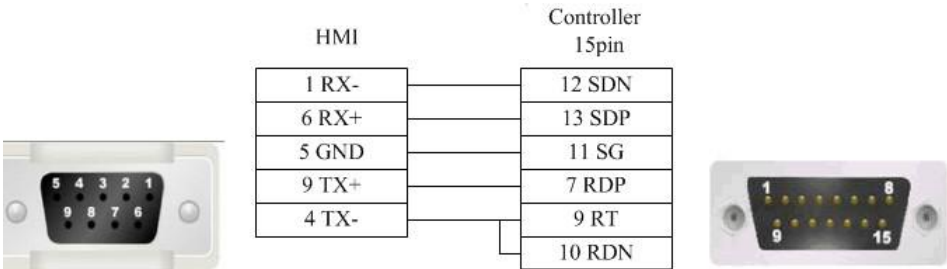 HMI
Controller
15pin
1 RX-
12 SDN
6 RX+
13 SDP
5 GND
11 SG
9 TX+
7 RDP
4 TX-
9 RT
10 RDN
5 4 3 2 1
9 8 7 6
1 8
9 15